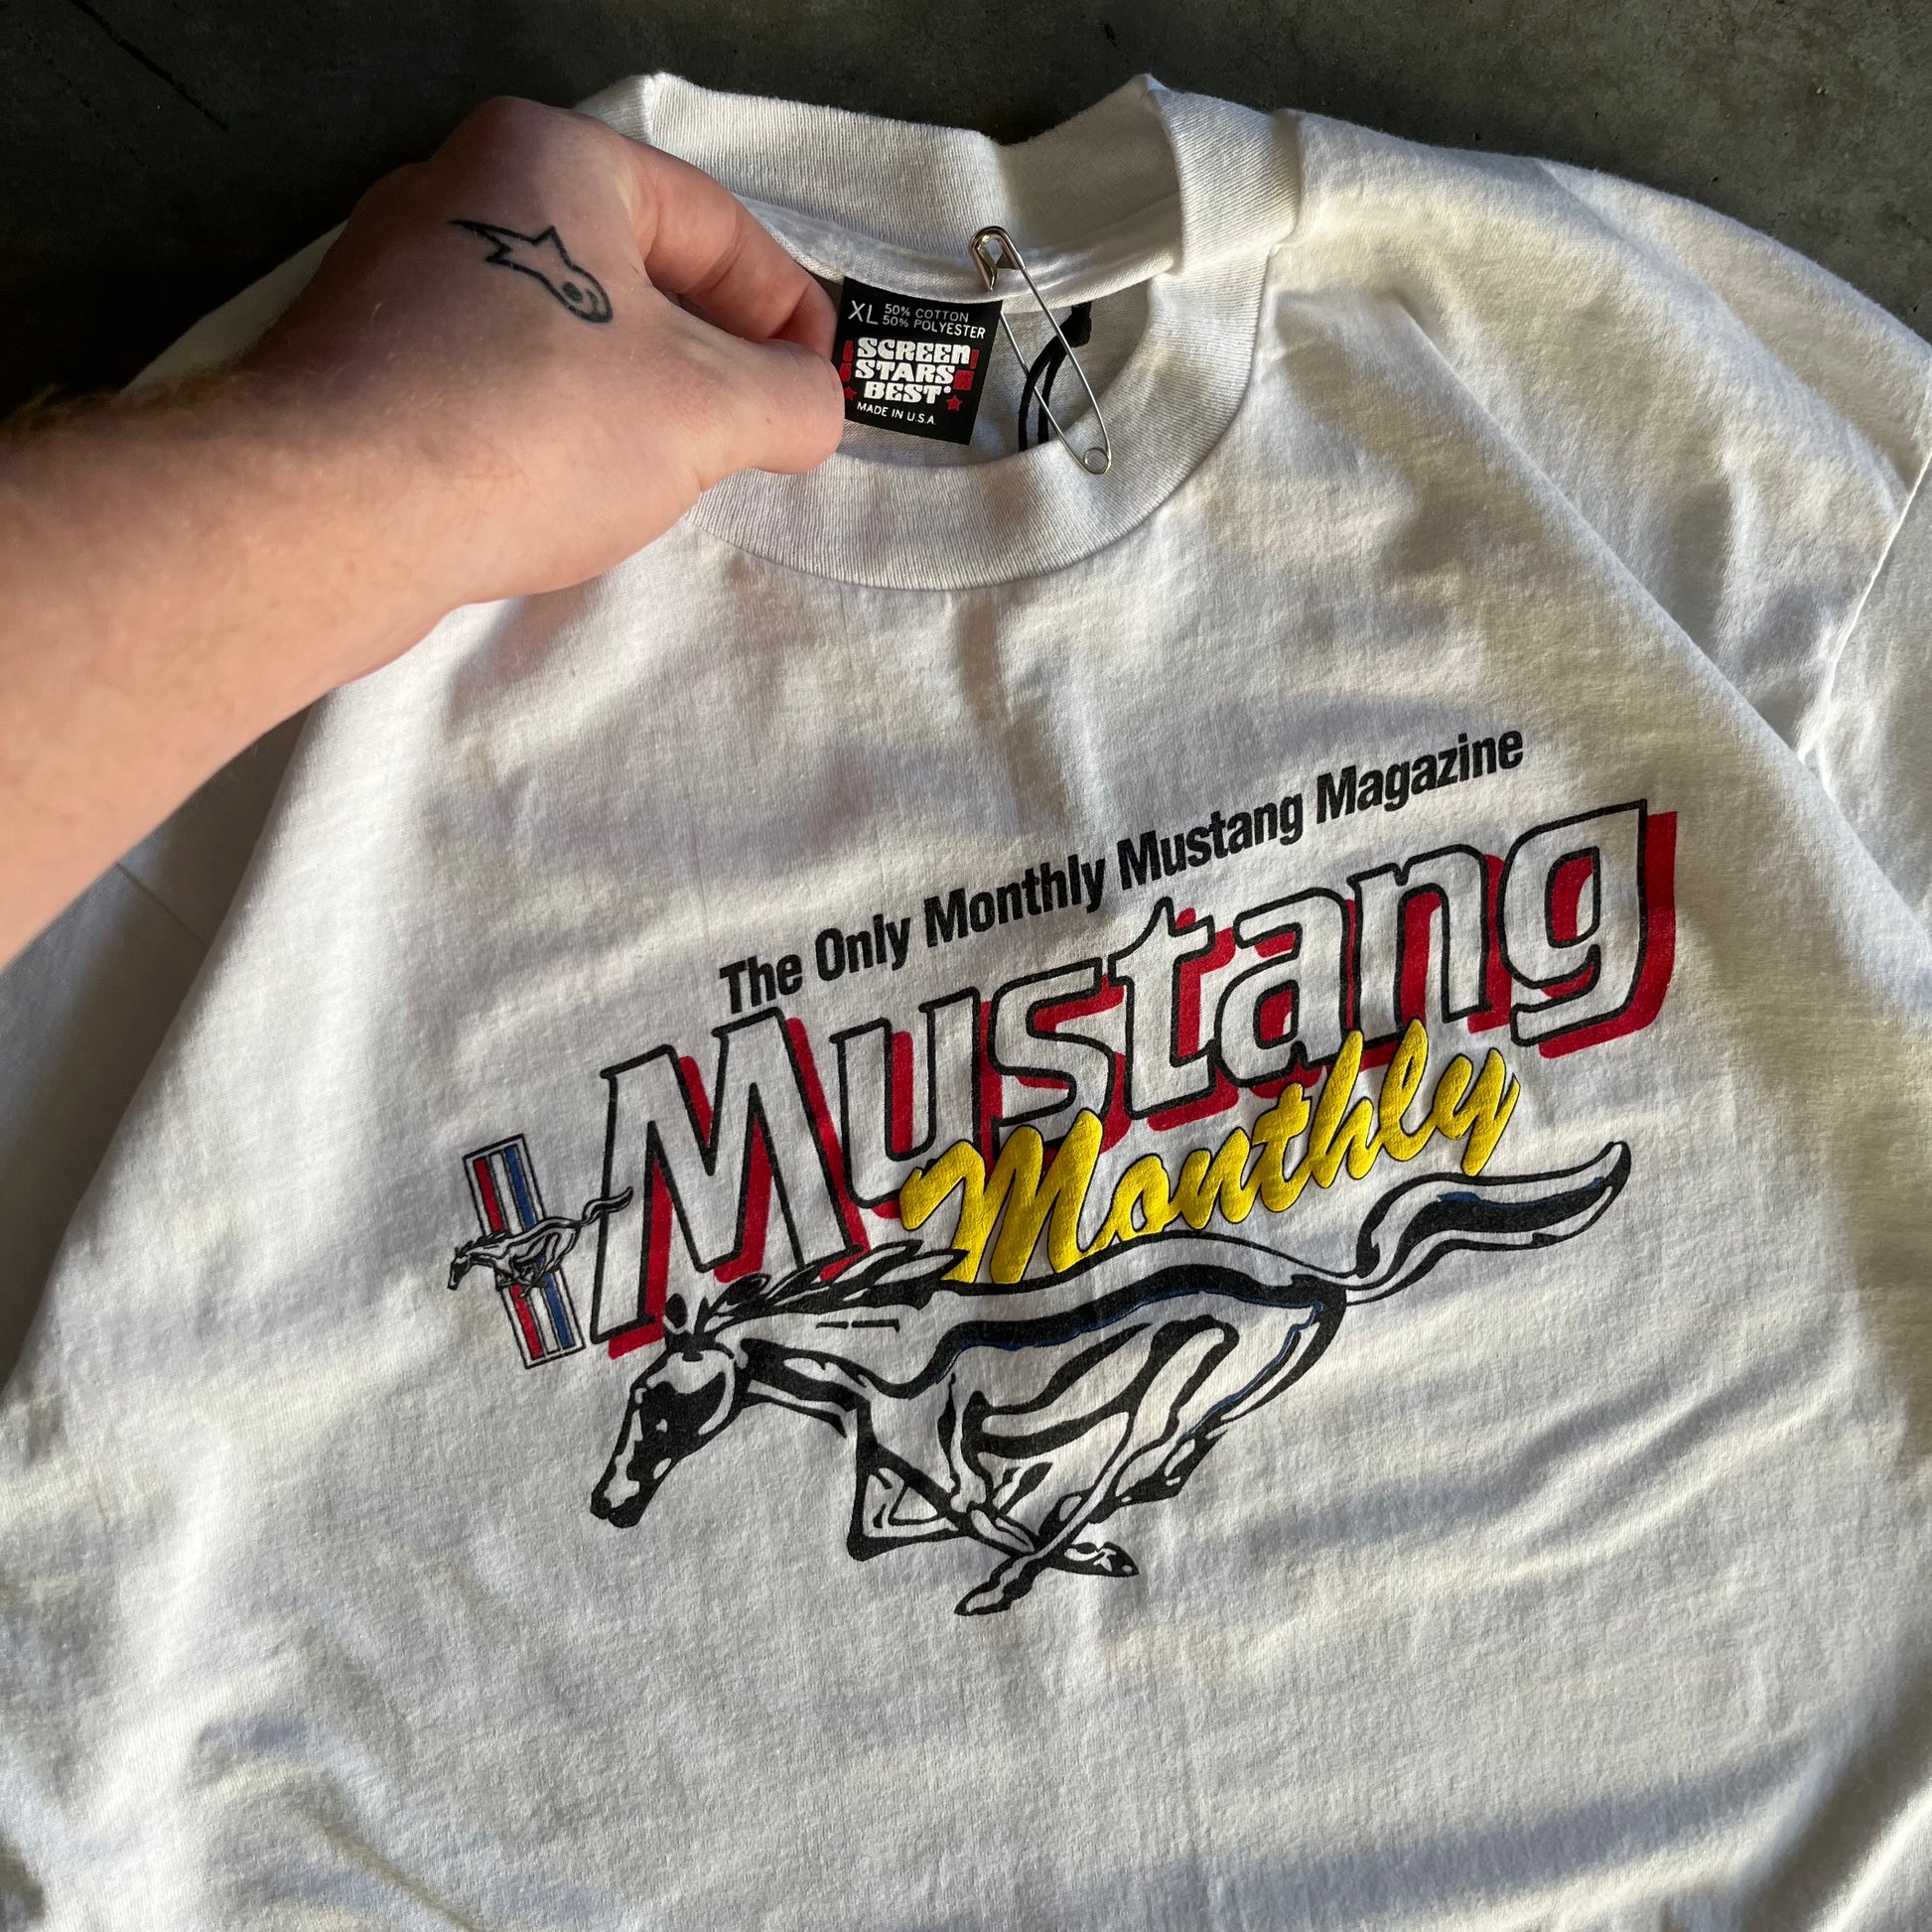 XL 50% COTTON
50% POLYESTER
SCREEN
STARS
BEST®
MADE IN U.S.A.
The Only Monthly Mustang Magazine
Mustang
Monthly